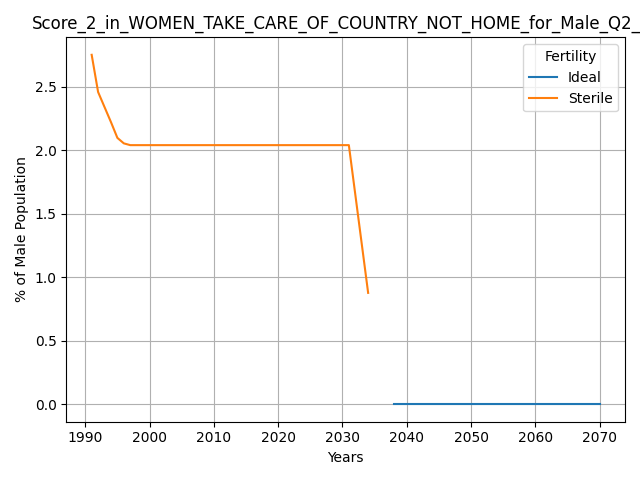 Score_2_in_WOMEN_TAKE_CARE_OF_COUNTRY_NOT_HOME_for_Male_Q2_
Fertility
Ideal
Sterile
% of Male Population
2.5
2.0
1.5
1.0
0.5
0.0
1990 2000 2010 2020 2030 2040 2050 2060 2070
Years